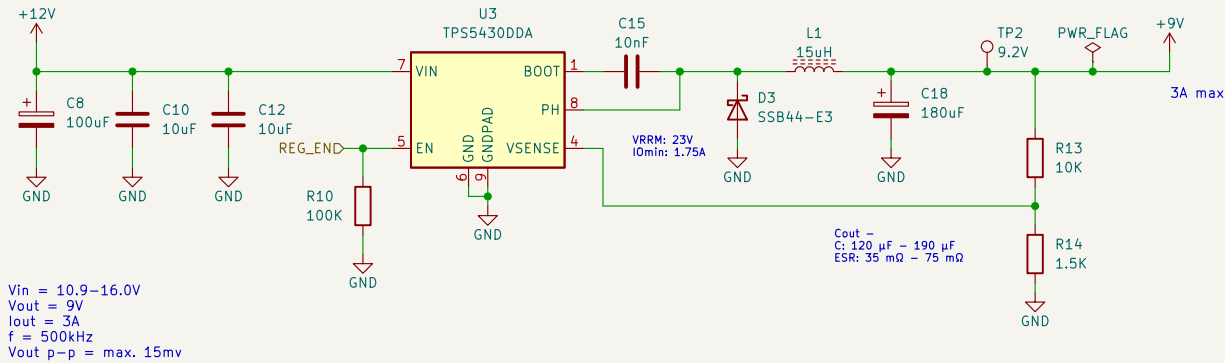 +12V
C8
100uF
GND
C10
10uF
GND
C12
10uF
GND
REG_EN
R10
100K
GND
U3
TPS5430DDA
7
VIN
5
EN
BOOT
1
PH
8
VSENSE
4
GND
GNDPAD
6
9
GND
C15
10nF
D3
SSB44-E3
VRRM: 23V
IOmin: 1.75A
GND
L1
15uH
C18
180uF
GND
TP2
9.2V
PWR_FLAG
+9V
3A max
R13
10K
R14
1.5K
GND
Cout -
C: 120 µF - 190 µF
ESR: 35 mΩ - 75 mΩ
Vin = 10.9-16.0V
Vout = 9V
Iout = 3A
f = 500kHz
Vout p-p = max. 15mv